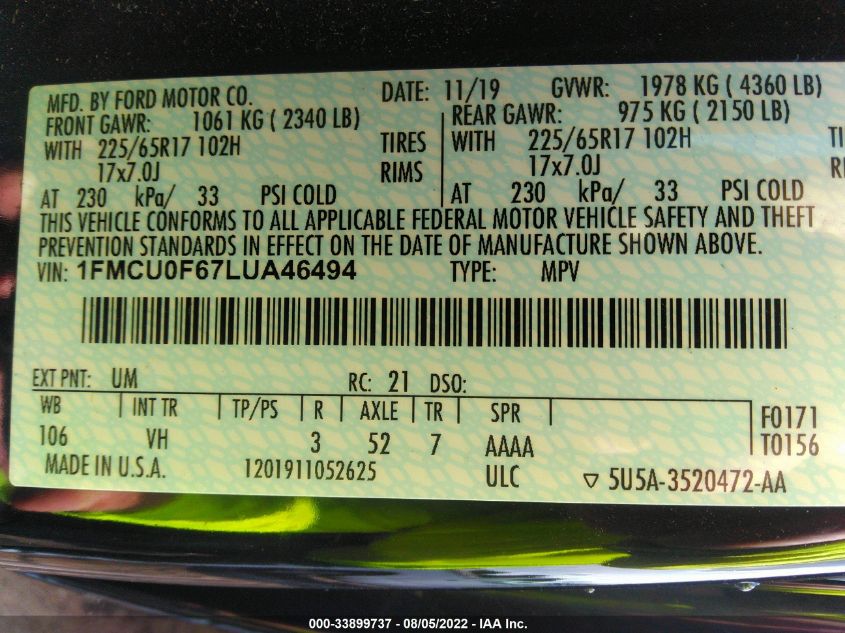 MFD. BY FORD MOTOR CO. DATE: 11/19 GVWR: 1978 KG ( 4360 LB)
FRONT GAWR: 1061 KG ( 2340 LB) REAR GAWR: 975 KG ( 2150 LB)
WITH 225/65R17 102H TIRES WITH 225/65R17 102H
17x7.0J RIMS 17x7.0J
AT 230 kPa/ 33 PSI COLD AT 230 kPa/ 33 PSI COLD
THIS VEHICLE CONFORMS TO ALL APPLICABLE FEDERAL MOTOR VEHICLE SAFETY AND THEFT
PREVENTION STANDARDS IN EFFECT ON THE DATE OF MANUFACTURE SHOWN ABOVE.
VIN: 1FMCU0F67LUA46494 TYPE: MPV
EXT PNT: UM RC: 21 DSO:
WB INT TR TP/PS R AXLE TR SPR F0171
106 VH 3 52 7 AAAA T0156
MADE IN U.S.A. 1201911052625 ULC ▽ 5U5A-3520472-AA
000-33899737 - 08/05/2022 - IAA Inc.